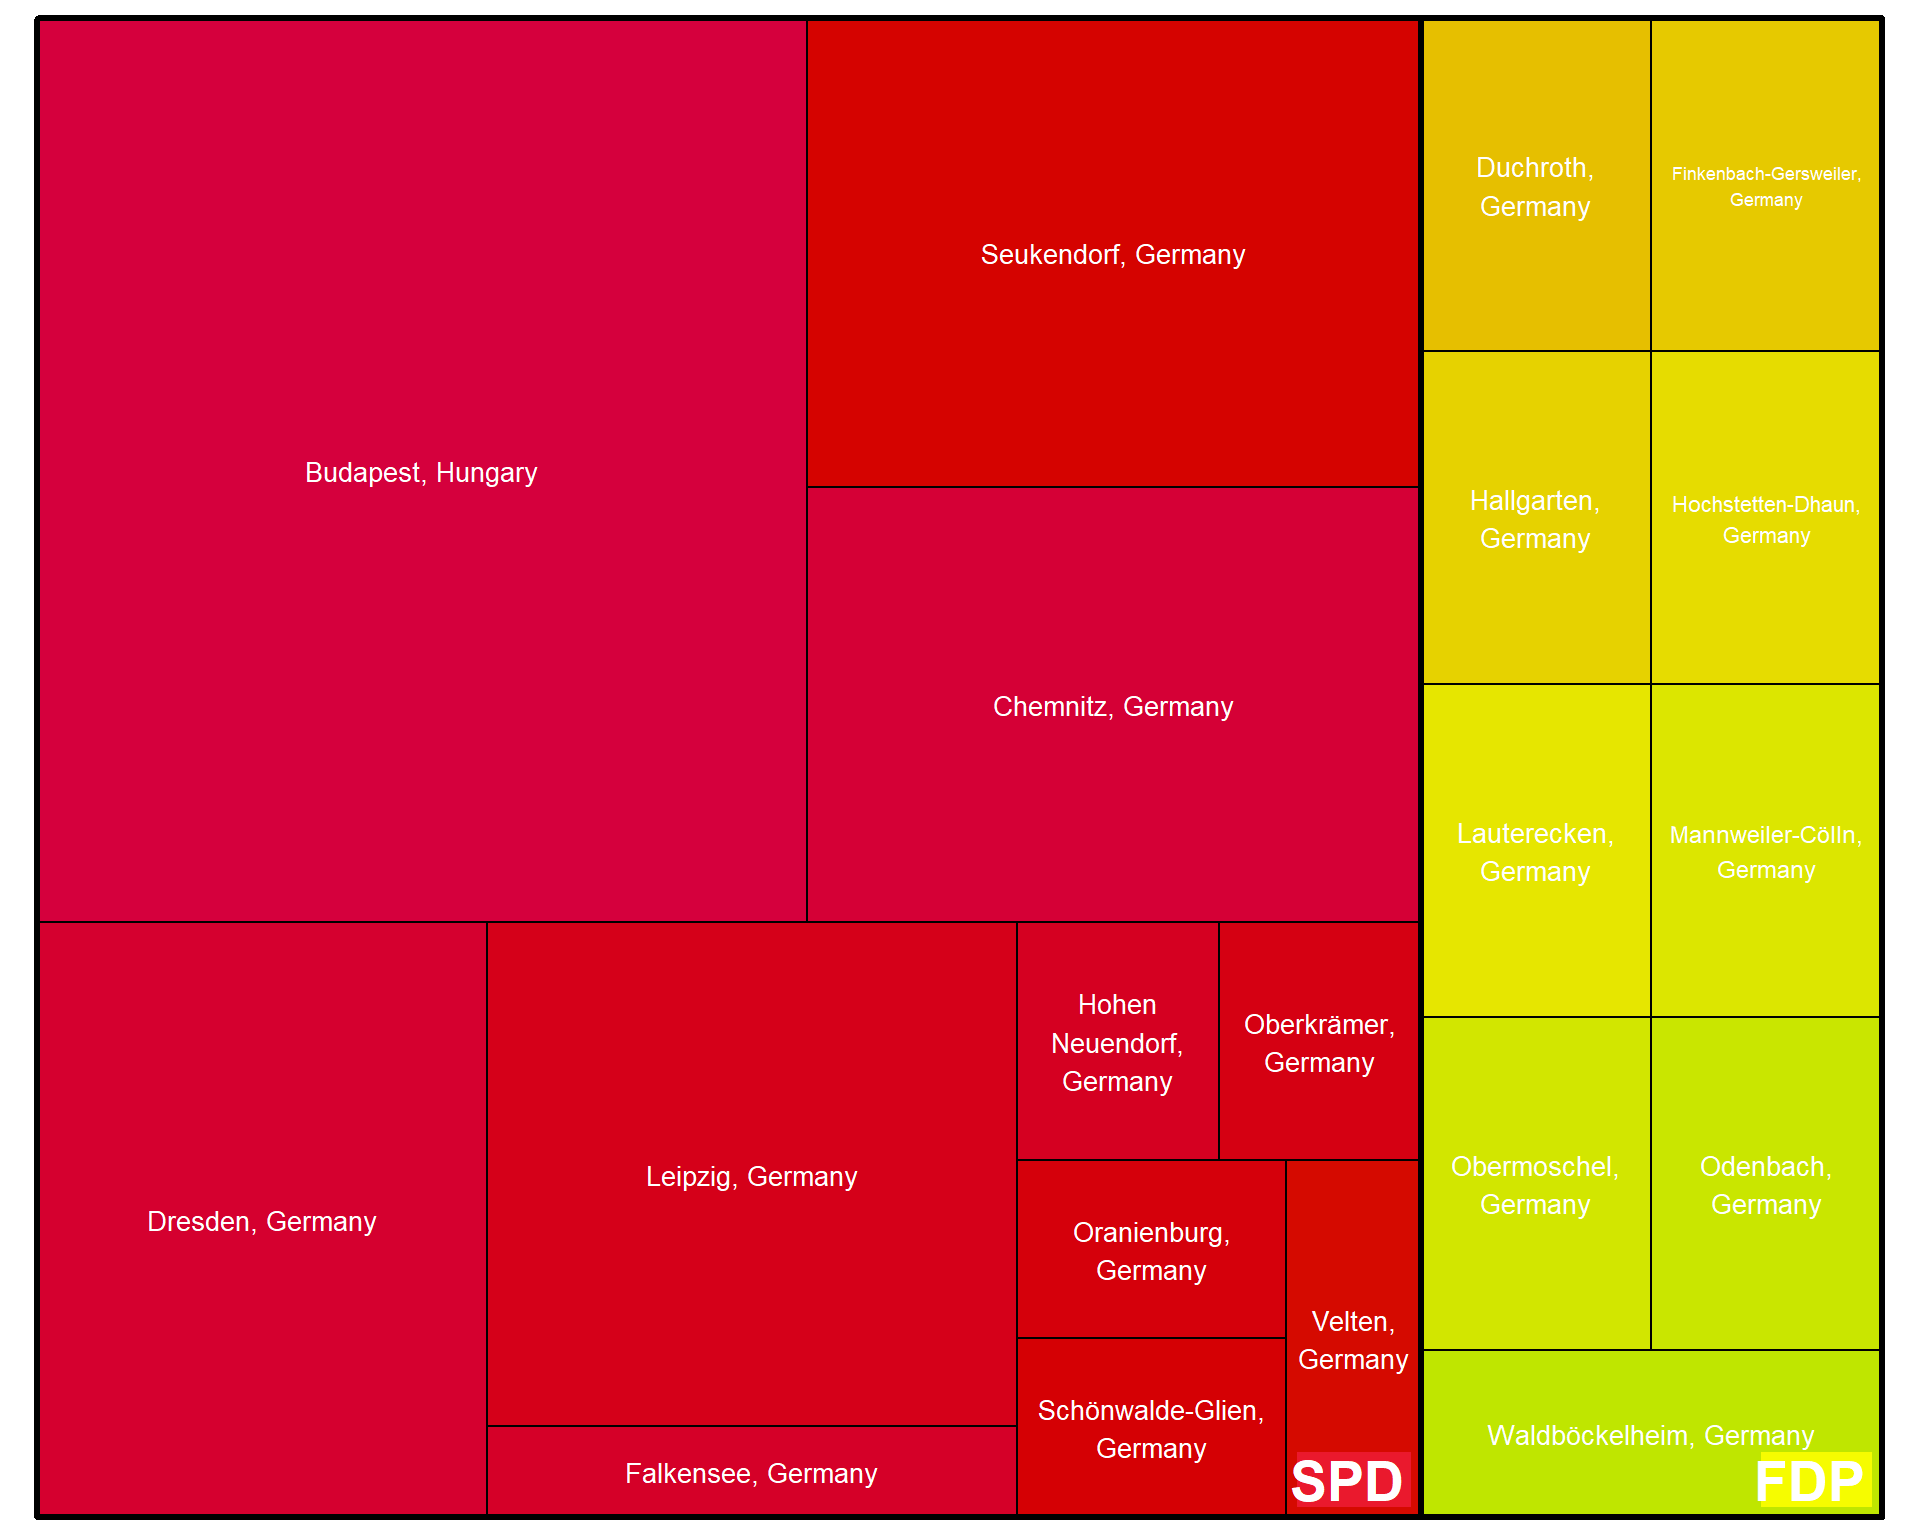 Budapest, Hungary
Seukendorf, Germany
Chemnitz, Germany
Dresden, Germany
Leipzig, Germany
Falkensee, Germany
Hohen
Neuendorf,
Germany
Oberkrämer,
Germany
Oranienburg,
Germany
Schönwalde-Glien,
Germany
Velten,
Germany
SPD
Duchroth,
Germany
Finkenbach-Gersweiler,
Germany
Hallgarten,
Germany
Hochstetten-Dhaun,
Germany
Lauterecken,
Germany
Mannweiler-Cölln,
Germany
Obermoschel,
Germany
Odenbach,
Germany
Waldböckelheim, Germany
FDP